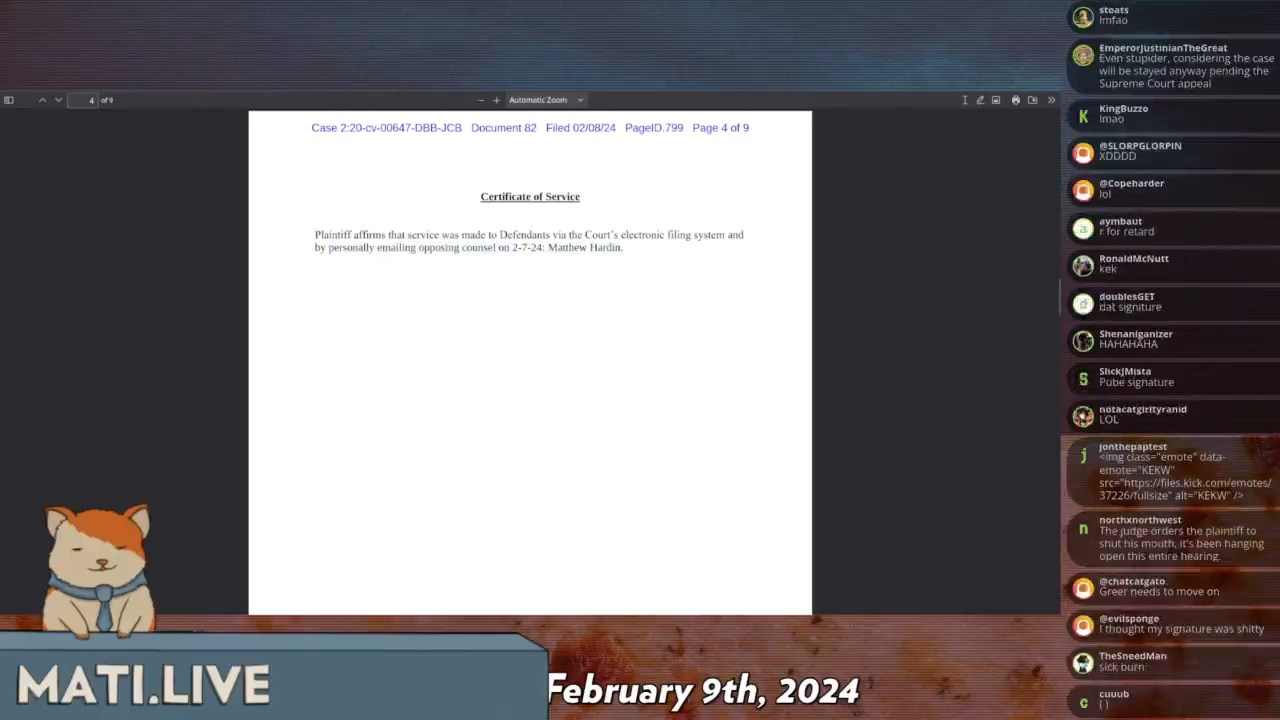 4 of 9
Automatic Zoom
Case 2:20-cv-00647-DBB-JCB Document 82 Filed 02/08/24 PageID.799 Page 4 of 9
Certificate of Service
Plaintiff affirms that service was made to Defendants via the Court's electronic filing system and
by personally emailing opposing counsel on 2-7-24: Matthew Hardin.
MATI.LIVE
February 9th, 2024
stoats
lmfao
EmperorJustinianTheGreat
Even stupider, considering the case
will be stayed anyway pending the
Supreme Court appeal
K
KingBuzzo
lmao
@SLORPGLORPIN
XDDDD
@Copeharder
lol
a
aymbaut
r for retard
RonaldMcNutt
kek
doublesGET
dat signiture
Shenaniganizer
HAHAHAHA
S
SlickJMista
Pube signature
notacatgirltyranid
LOL
j
jonthepaptest
<img class="emote" data-
emote="KEKW"
src="https://files.kick.com/emotes/
37226/fullsize" alt="KEKW" />
n
northxnorthwest
The judge orders the plaintiff to
shut his mouth, it's been hanging
open this entire hearing.
@chatcatgato
Greer needs to move on
@evilsponge
I thought my signature was shitty
TheSneedMan
sick burn
c
cuuub
( )